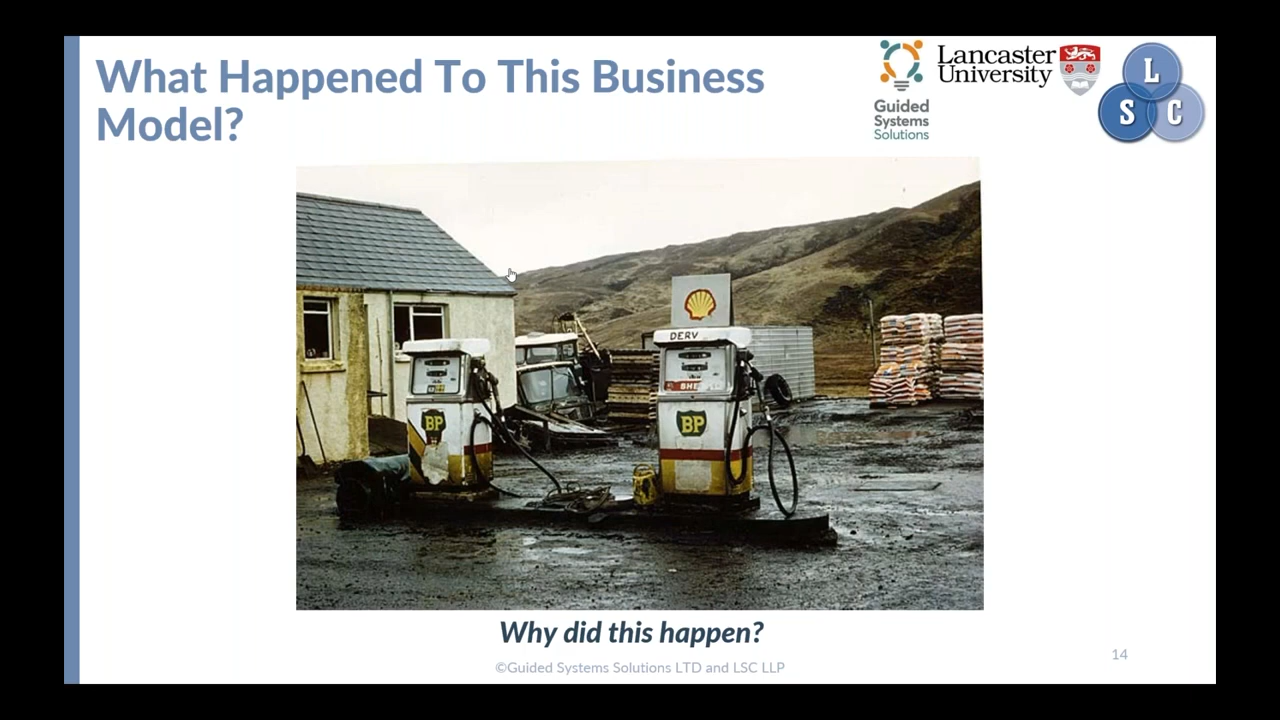 What Happened To This Business
Model?
Guided
Systems
Solutions
Lancaster
University
L
S C
DERV
SHE
BP
BP
Why did this happen?
©Guided Systems Solutions LTD and LSC LLP
14